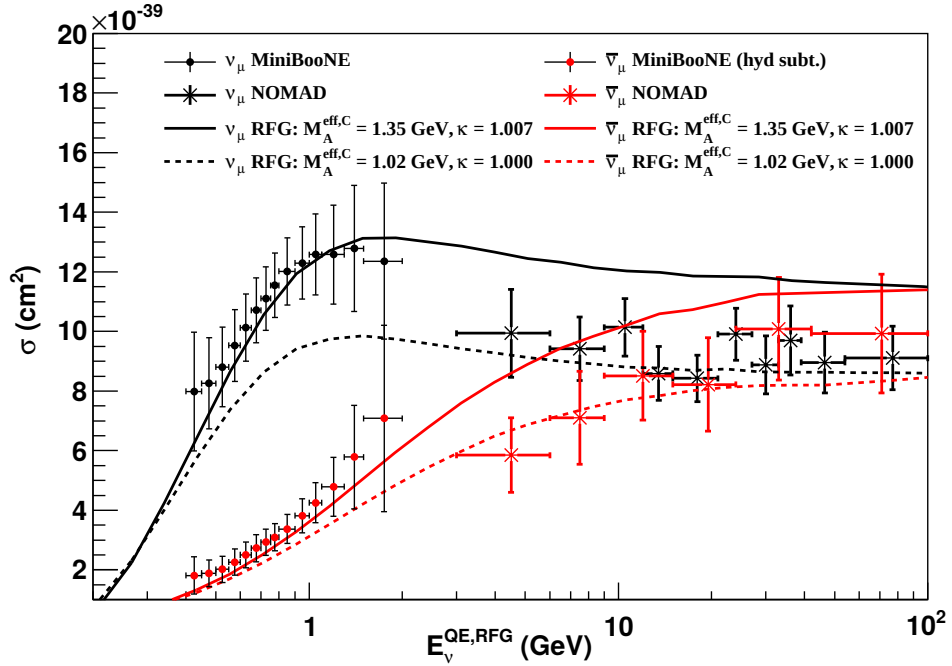 ×10⁻³⁹
20
18
16
14
12
10
8
6
4
2
σ (cm²)
ν_μ MiniBooNE
ν_μ NOMAD
ν_μ RFG: M_A^{eff,C} = 1.35 GeV, κ = 1.007
ν_μ RFG: M_A^{eff,C} = 1.02 GeV, κ = 1.000
ν̅_μ MiniBooNE (hyd subt.)
ν̅_μ NOMAD
ν̅_μ RFG: M_A^{eff,C} = 1.35 GeV, κ = 1.007
ν̅_μ RFG: M_A^{eff,C} = 1.02 GeV, κ = 1.000
1 10 10²
E_ν^{QE,RFG} (GeV)